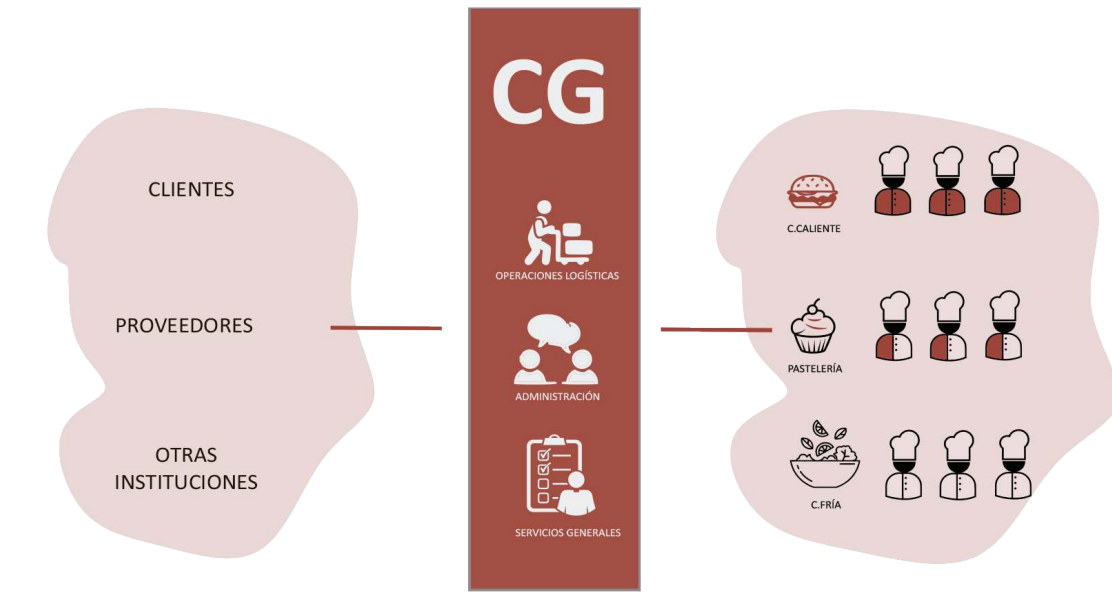 CG
CLIENTES
PROVEEDORES
OTRAS
INSTITUCIONES
OPERACIONES LOGÍSTICAS
ADMINISTRACIÓN
SERVICIOS GENERALES
C.CALIENTE
PASTELERÍA
C.FRÍA